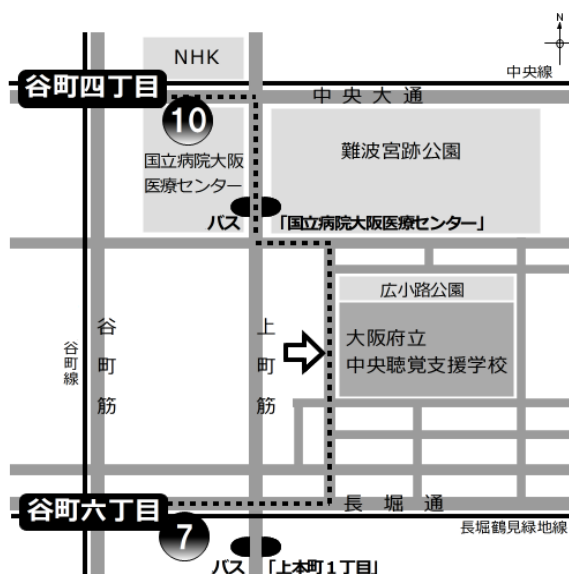 N
NHK
中央線
谷町四丁目
中央大通
10
国立病院大阪
医療センター
難波宮跡公園
バス
「国立病院大阪医療センター」
広小路公園
谷町線
谷町筋
上町筋
大阪府立
中央聴覚支援学校
谷町六丁目
長堀通
7
長堀鶴見緑地線
バス
「上本町1丁目」